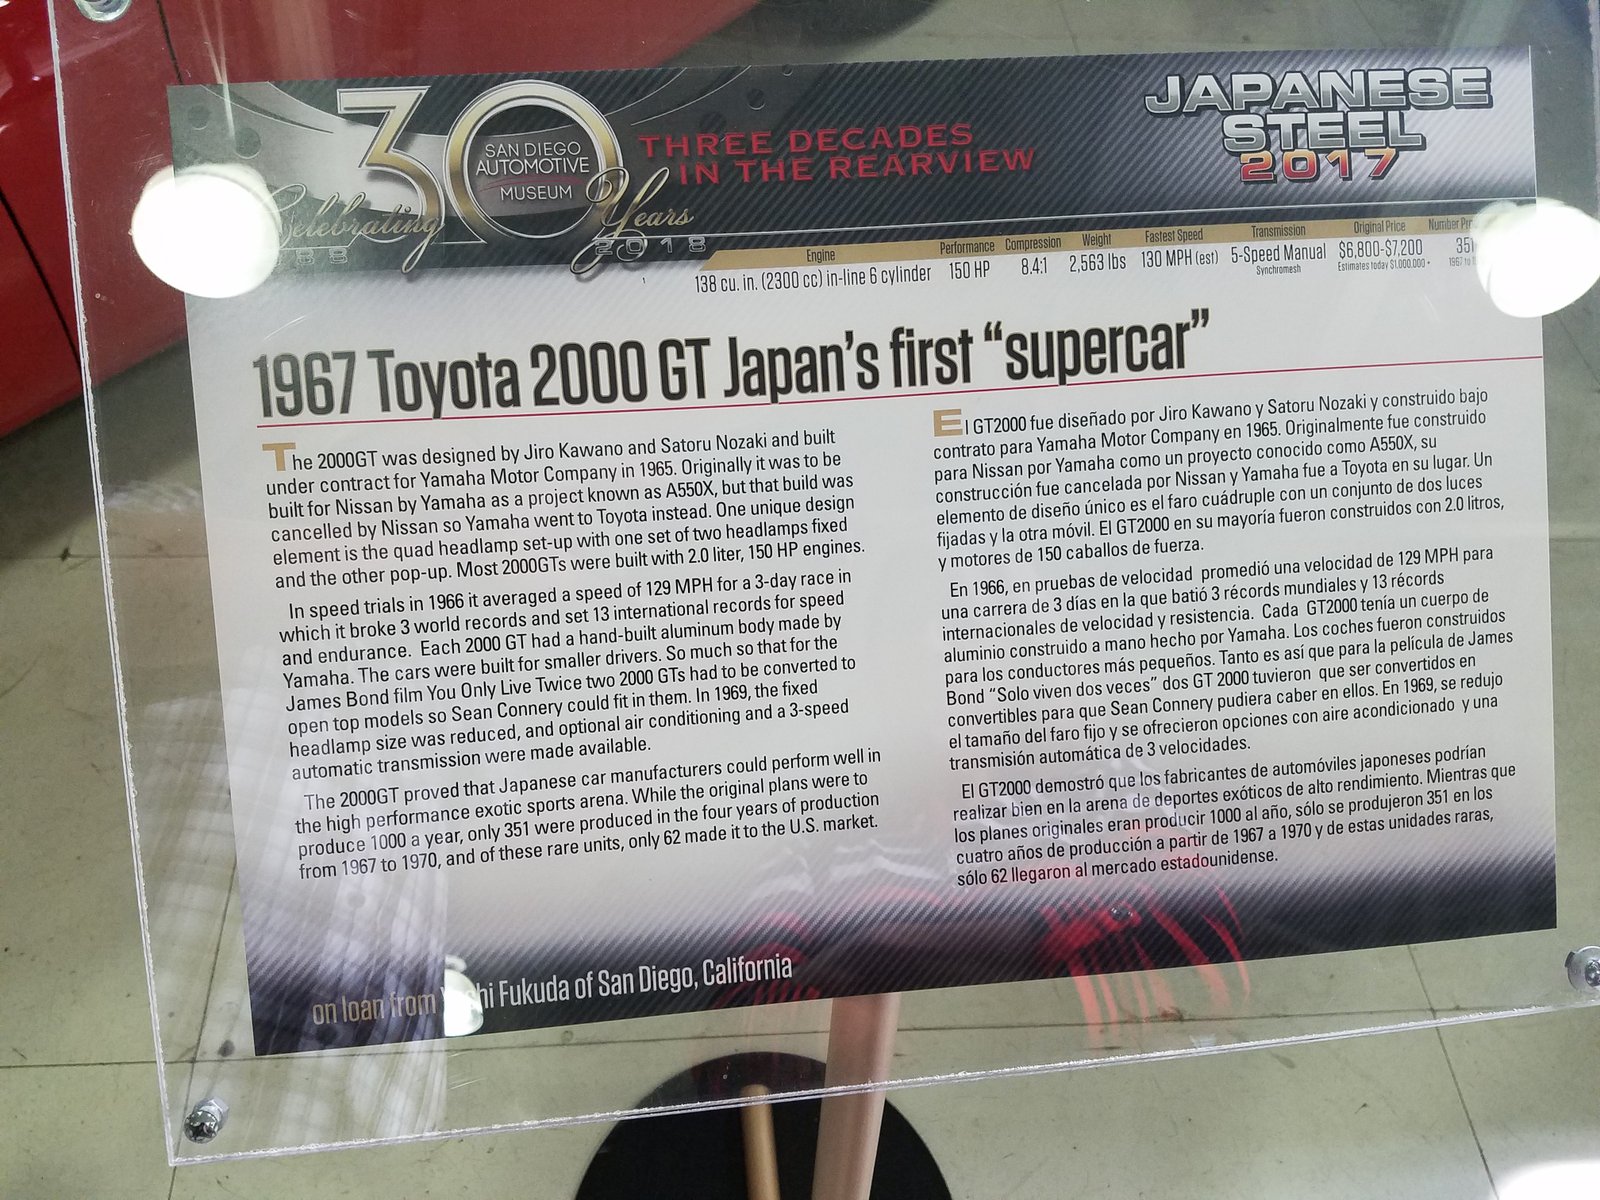 30
SAN DIEGO
AUTOMOTIVE
MUSEUM
Celebrating Years
2018
THREE DECADES
IN THE REARVIEW
JAPANESE
STEEL
2017
Engine Performance Compression Weight Fastest Speed Transmission Original Price Number
138 cu. in. (2300 cc) in-line 6 cylinder 150 HP 8.4:1 2,563 lbs 130 MPH (est) 5-Speed Manual $6,800-$7,200 351
Synchromesh Estimates today $1,000,000 + 1967 to
1967 Toyota 2000 GT Japan's first “supercar”
The 2000GT was designed by Jiro Kawano and Satoru Nozaki and built
under contract for Yamaha Motor Company in 1965. Originally it was to be
built for Nissan by Yamaha as a project known as A550X, but that build was
cancelled by Nissan so Yamaha went to Toyota instead. One unique design
element is the quad headlamp set-up with one set of two headlamps fixed
and the other pop-up. Most 2000GTs were built with 2.0 liter, 150 HP engines.
In speed trials in 1966 it averaged a speed of 129 MPH for a 3-day race in
which it broke 3 world records and set 13 international records for speed
and endurance. Each 2000 GT had a hand-built aluminum body made by
Yamaha. The cars were built for smaller drivers. So much so that for the
James Bond film You Only Live Twice two 2000 GTs had to be converted to
open top models so Sean Connery could fit in them. In 1969, the fixed
headlamp size was reduced, and optional air conditioning and a 3-speed
automatic transmission were made available.
The 2000GT proved that Japanese car manufacturers could perform well in
the high performance exotic sports arena. While the original plans were to
produce 1000 a year, only 351 were produced in the four years of production
from 1967 to 1970, and of these rare units, only 62 made it to the U.S. market.
El GT2000 fue diseñado por Jiro Kawano y Satoru Nozaki y construido bajo
contrato para Yamaha Motor Company en 1965. Originalmente fue construido
para Nissan por Yamaha como un proyecto conocido como A550X, su
construcción fue cancelada por Nissan y Yamaha fue a Toyota en su lugar. Un
elemento de diseño único es el faro cuádruple con un conjunto de dos luces
fijadas y la otra móvil. El GT2000 en su mayoría fueron construidos con 2.0 litros,
y motores de 150 caballos de fuerza.
En 1966, en pruebas de velocidad promedió una velocidad de 129 MPH para
una carrera de 3 días en la que batió 3 récords mundiales y 13 récords
internacionales de velocidad y resistencia. Cada GT2000 tenía un cuerpo de
aluminio construido a mano hecho por Yamaha. Los coches fueron construidos
para los conductores más pequeños. Tanto es así que para la película de James
Bond “Solo viven dos veces” dos GT 2000 tuvieron que ser convertidos en
convertibles para que Sean Connery pudiera caber en ellos. En 1969, se redujo
el tamaño del faro fijo y se ofrecieron opciones con aire acondicionado y una
transmisión automática de 3 velocidades.
El GT2000 demostró que los fabricantes de automóviles japoneses podrían
realizar bien en la arena de deportes exóticos de alto rendimiento. Mientras que
los planes originales eran producir 1000 al año, sólo se produjeron 351 en los
cuatro años de producción a partir de 1967 a 1970 y de estas unidades raras,
sólo 62 llegaron al mercado estadounidense.
on loan from Fukuda of San Diego, California